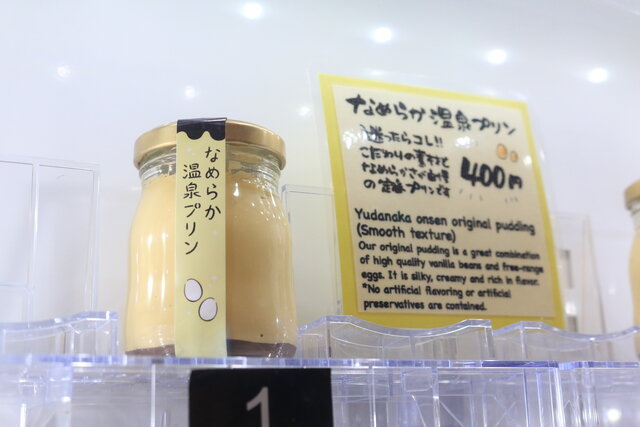 なめらか
温泉プリン
なめらか温泉プリン
迷ったらコレ!!
こだわりの素材と
なめらかさが自慢
の定番プリンです
400円
Yudanaka onsen original pudding
(Smooth texture)
Our original pudding is a great combination
of high quality vanilla beans and free-range
eggs. It is silky, creamy and rich in flavor.
*No artificial flavoring or artificial
preservatives are contained.
1